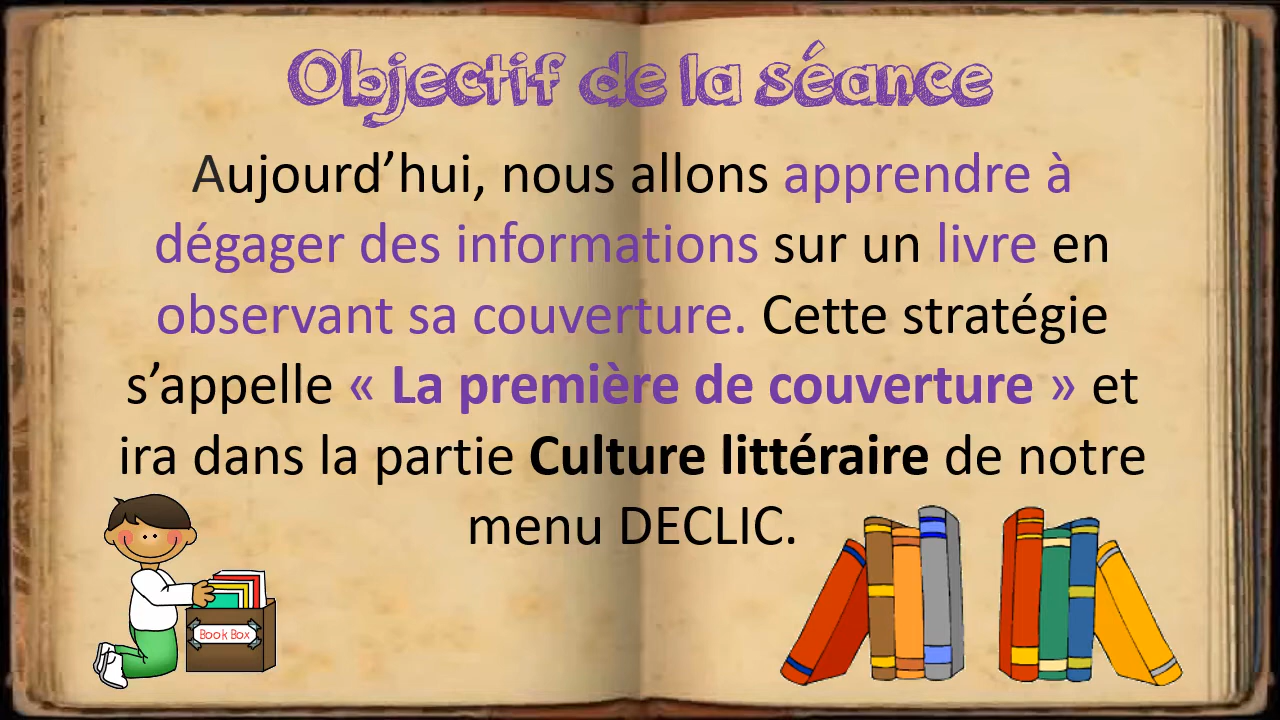 Objectif de la séance
Aujourd’hui, nous allons apprendre à
dégager des informations sur un livre en
observant sa couverture. Cette stratégie
s’appelle « La première de couverture » et
ira dans la partie Culture littéraire de notre
menu DECLIC.
Book Box